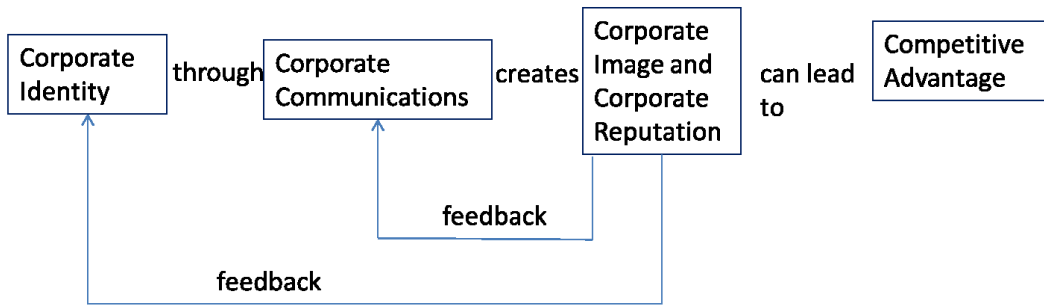 Corporate
Identity
through
Corporate
Communications
creates
Corporate
Image and
Corporate
Reputation
can lead
to
Competitive
Advantage
feedback
feedback